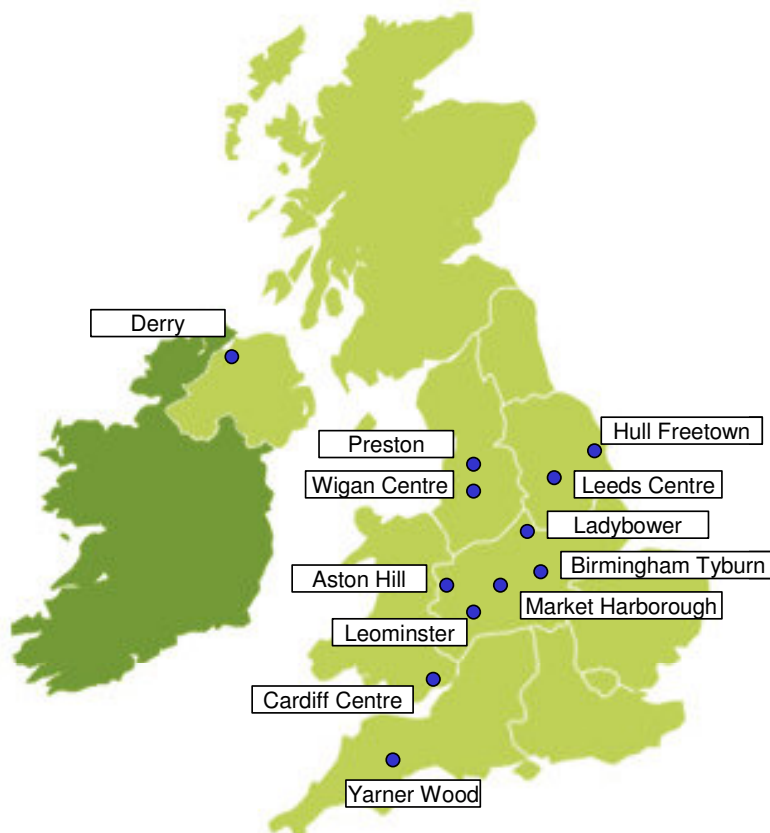 Derry
Hull Freetown
Preston
Wigan Centre
Leeds Centre
Ladybower
Birmingham Tyburn
Aston Hill
Market Harborough
Leominster
Cardiff Centre
Yarner Wood